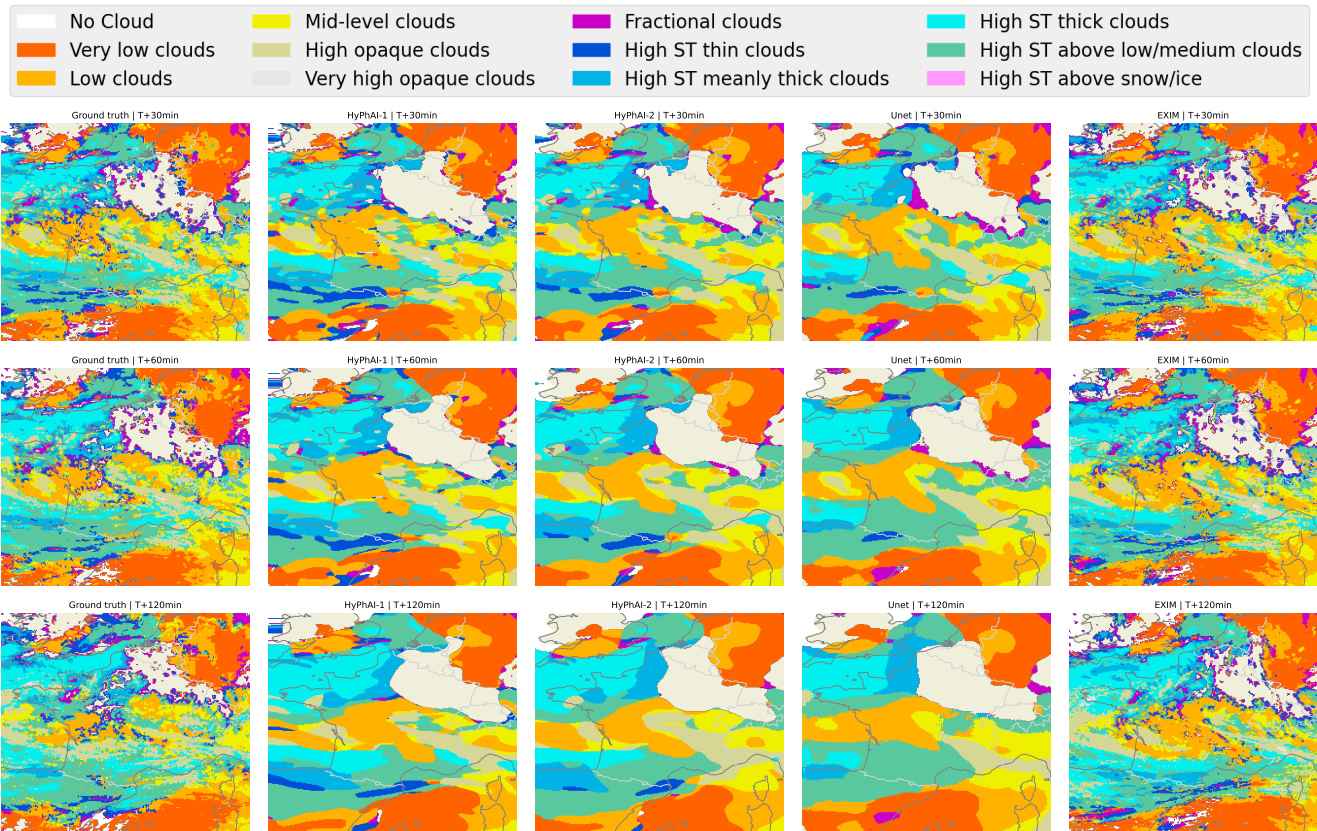 No Cloud
Mid-level clouds
Fractional clouds
High ST thick clouds
Very low clouds
High opaque clouds
High ST thin clouds
High ST above low/medium clouds
Low clouds
Very high opaque clouds
High ST meanly thick clouds
High ST above snow/ice
Ground truth | T+30min
HyPhAI-1 | T+30min
HyPhAI-2 | T+30min
Unet | T+30min
EXIM | T+30min
Ground truth | T+60min
HyPhAI-1 | T+60min
HyPhAI-2 | T+60min
Unet | T+60min
EXIM | T+60min
Ground truth | T+120min
HyPhAI-1 | T+120min
HyPhAI-2 | T+120min
Unet | T+120min
EXIM | T+120min